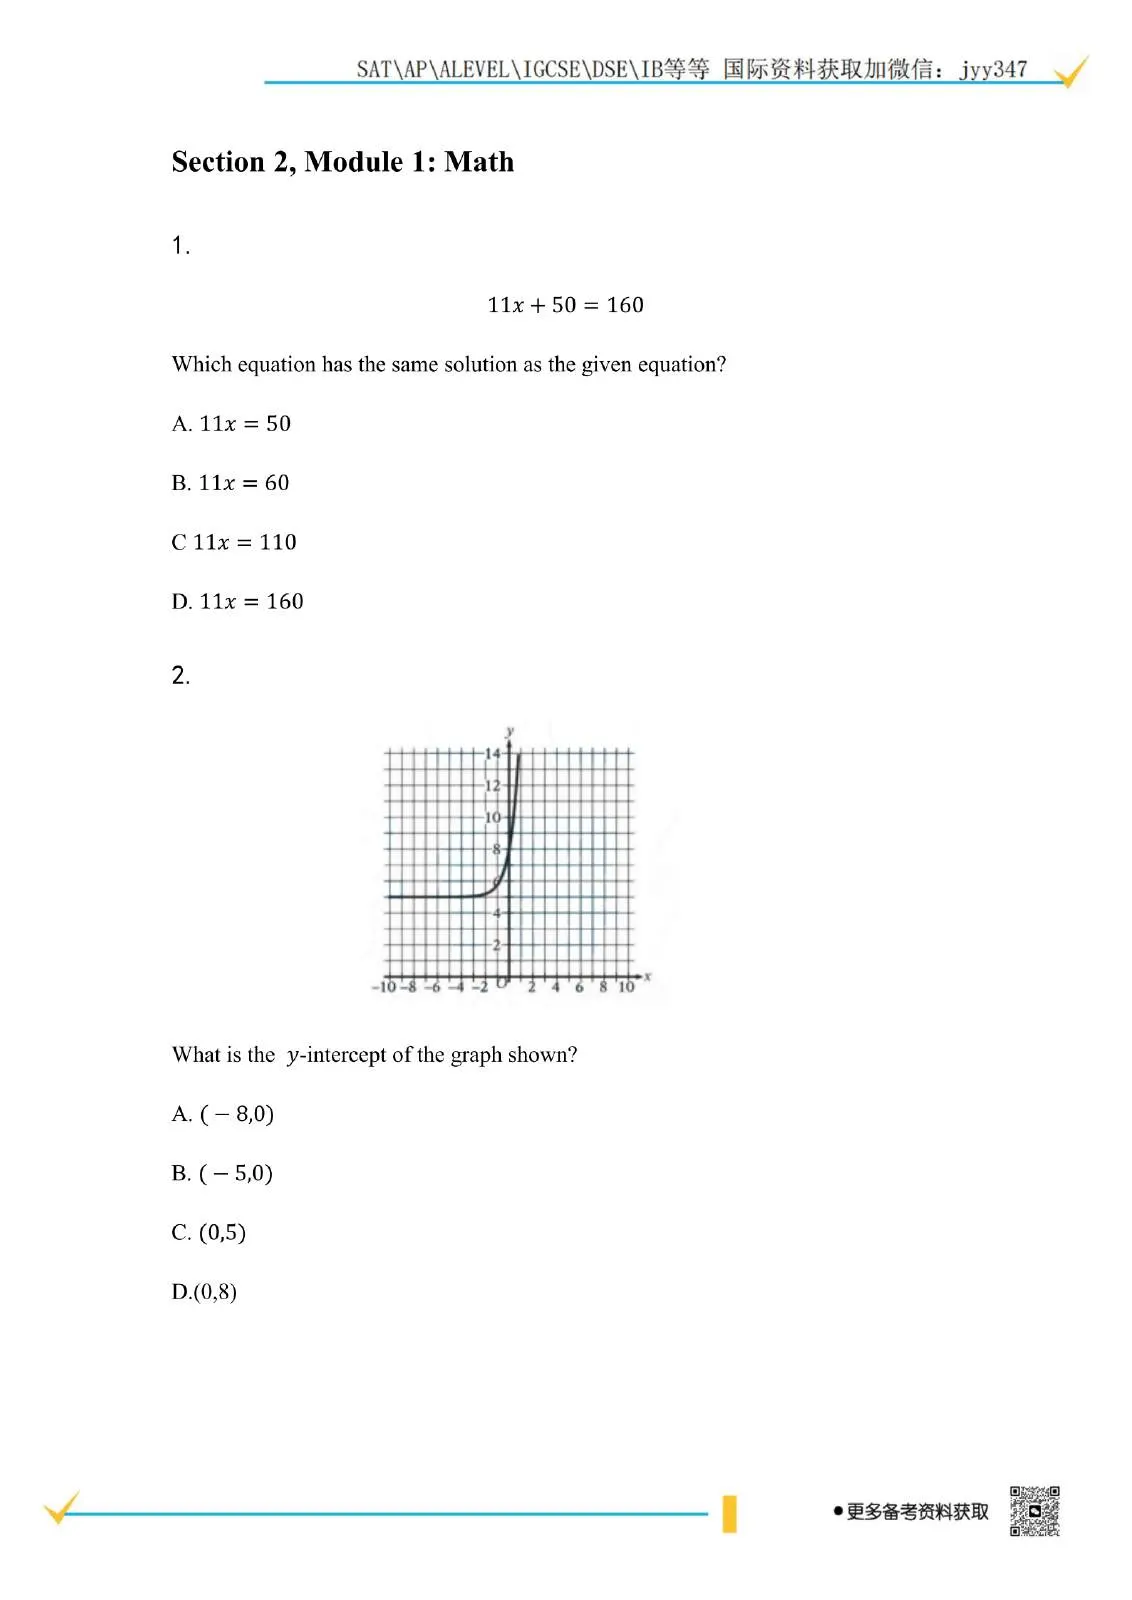 SAT\AP\ALEVEL\IGCSE\DSE\IB等等 国际资料获取加微信: jyy347
Section 2, Module 1: Math
1.
11x + 50 = 160
Which equation has the same solution as the given equation?
A. 11x = 50
B. 11x = 60
C 11x = 110
D. 11x = 160
2.
y
14
12
10
8
6
4
2
-10 -8 -6 -4 -2 O 2 4 6 8 10 x
What is the y-intercept of the graph shown?
A. ( − 8,0)
B. ( − 5,0)
C. (0,5)
D.(0,8)
●更多备考资料获取